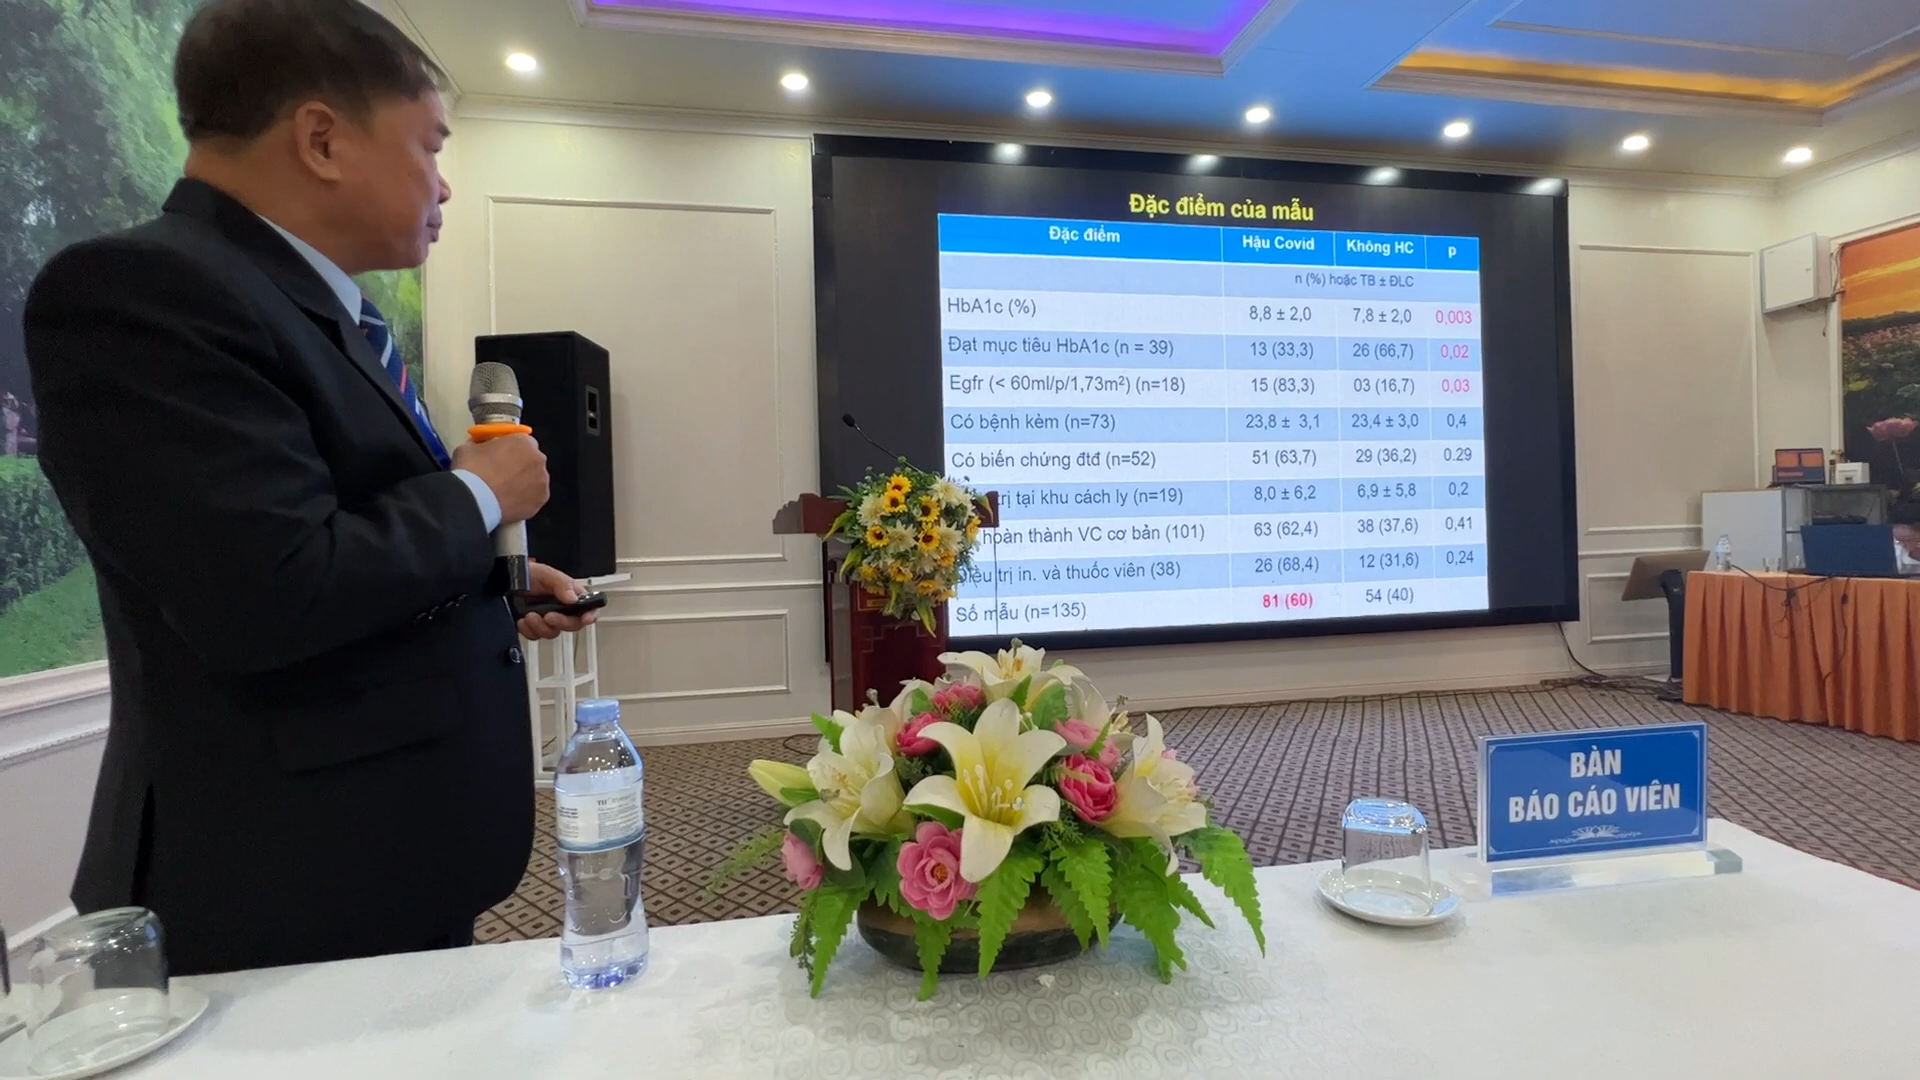 Đặc điểm của mẫu
Đặc điểm Hậu Covid Không HC p
n (%) hoặc TB ± ĐLC
HbA1c (%) 8,8 ± 2,0 7,8 ± 2,0 0,003
Đạt mục tiêu HbA1c (n = 39) 13 (33,3) 26 (66,7) 0,02
Egfr (< 60ml/p/1,73m²) (n=18) 15 (83,3) 03 (16,7) 0,03
Có bệnh kèm (n=73) 23,8 ± 3,1 23,4 ± 3,0 0,4
Có biến chứng đtđ (n=52) 51 (63,7) 29 (36,2) 0.29
trị tại khu cách ly (n=19) 8,0 ± 6,2 6,9 ± 5,8 0,2
hoàn thành VC cơ bản (101) 63 (62,4) 38 (37,6) 0,41
Điều trị in. và thuốc viên (38) 26 (68,4) 12 (31,6) 0,24
Số mẫu (n=135) 81 (60) 54 (40)
BÀN
BÁO CÁO VIÊN